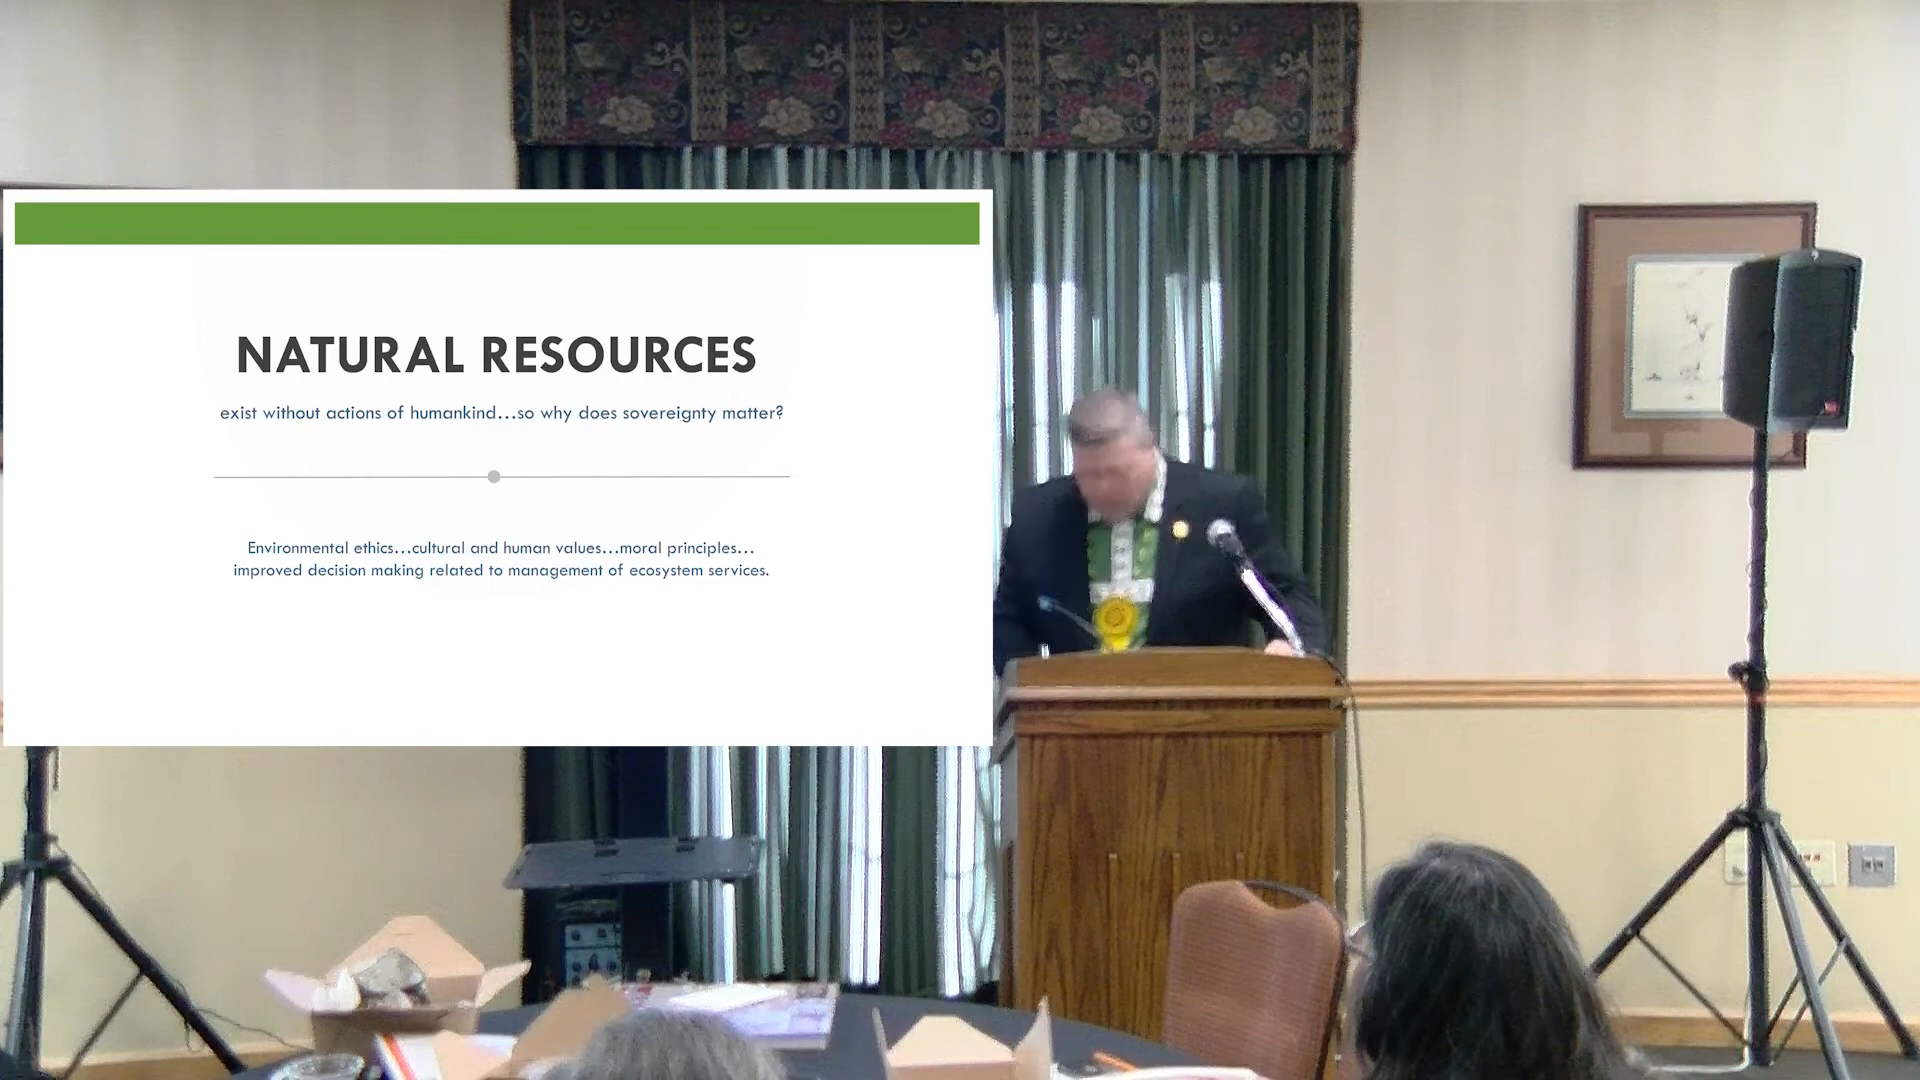 NATURAL RESOURCES
exist without actions of humankind...so why does sovereignty matter?
Environmental ethics...cultural and human values...moral principles...
improved decision making related to management of ecosystem services.